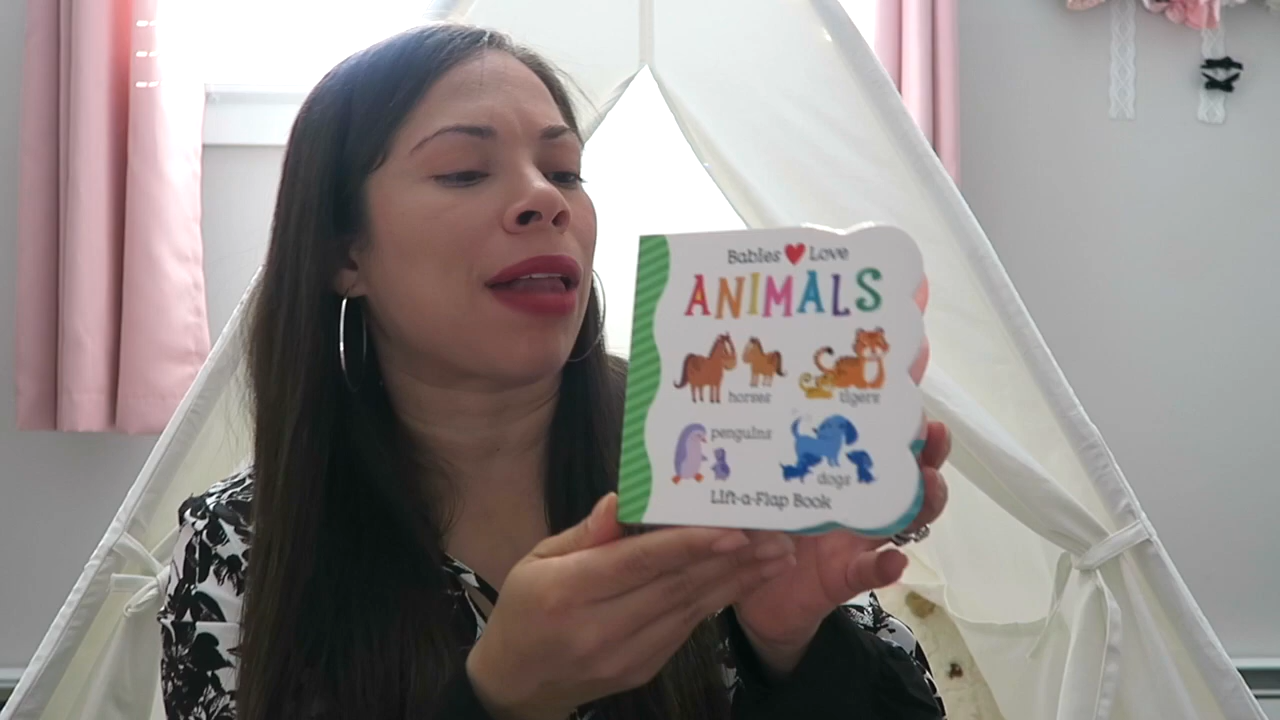 Babies Love
ANIMALS
horses
tigers
penguins
dogs
Lift-a-Flap Book